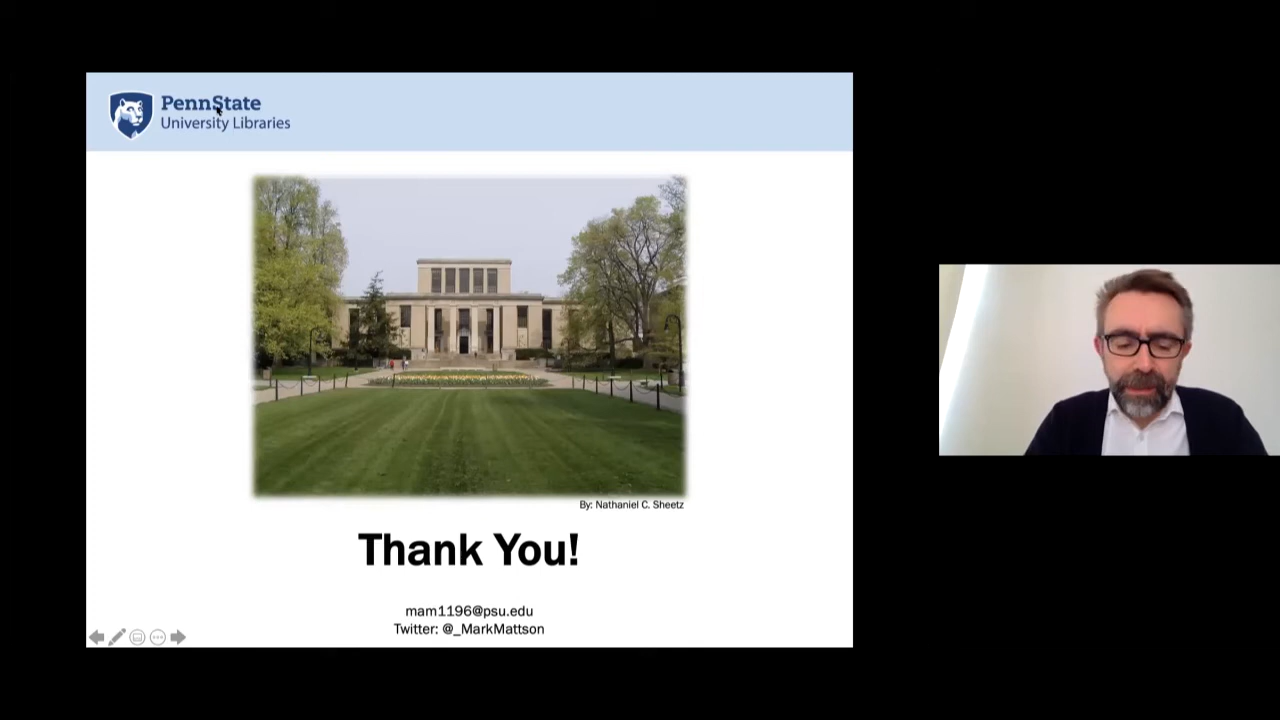 PennState
University Libraries
By: Nathaniel C. Sheetz
Thank You!
mam1196@psu.edu
Twitter: @_MarkMattson